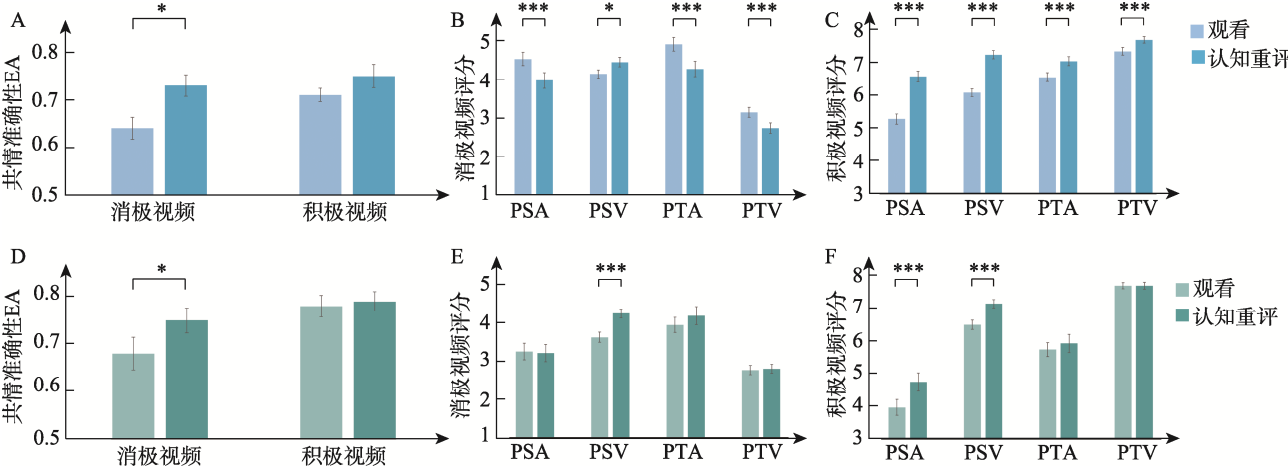 A
*
共情准确性EA
0.8
0.7
0.6
0.5
消极视频
积极视频
B
***
*
***
***
消极视频评分
5
4
3
2
1
PSA
PSV
PTA
PTV
C
***
***
***
***
积极视频评分
8
7
6
5
4
3
PSA
PSV
PTA
PTV
观看
认知重评
D
*
共情准确性EA
0.8
0.7
0.6
0.5
消极视频
积极视频
E
***
消极视频评分
5
4
3
2
1
PSA
PSV
PTA
PTV
F
***
***
积极视频评分
8
7
6
5
4
3
PSA
PSV
PTA
PTV
观看
认知重评